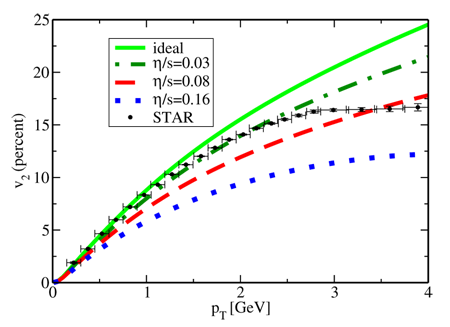 25
20
15
10
5
0
v₂ (percent)
ideal
η/s=0.03
η/s=0.08
η/s=0.16
STAR
0 1 2 3 4
p_T [GeV]